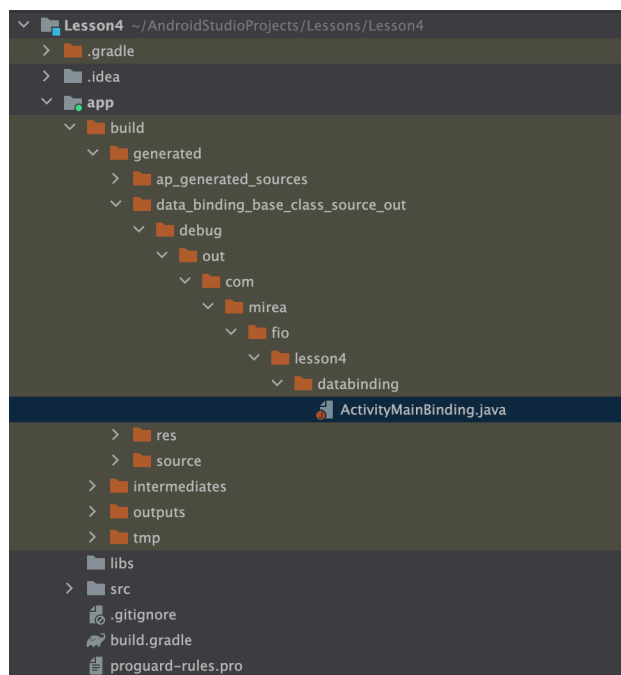 Lesson4 ~/AndroidStudioProjects/Lessons/Lesson4
.gradle
.idea
app
build
generated
ap_generated_sources
data_binding_base_class_source_out
debug
out
com
mirea
fio
lesson4
databinding
ActivityMainBinding.java
res
source
intermediates
outputs
tmp
libs
src
.gitignore
build.gradle
proguard-rules.pro